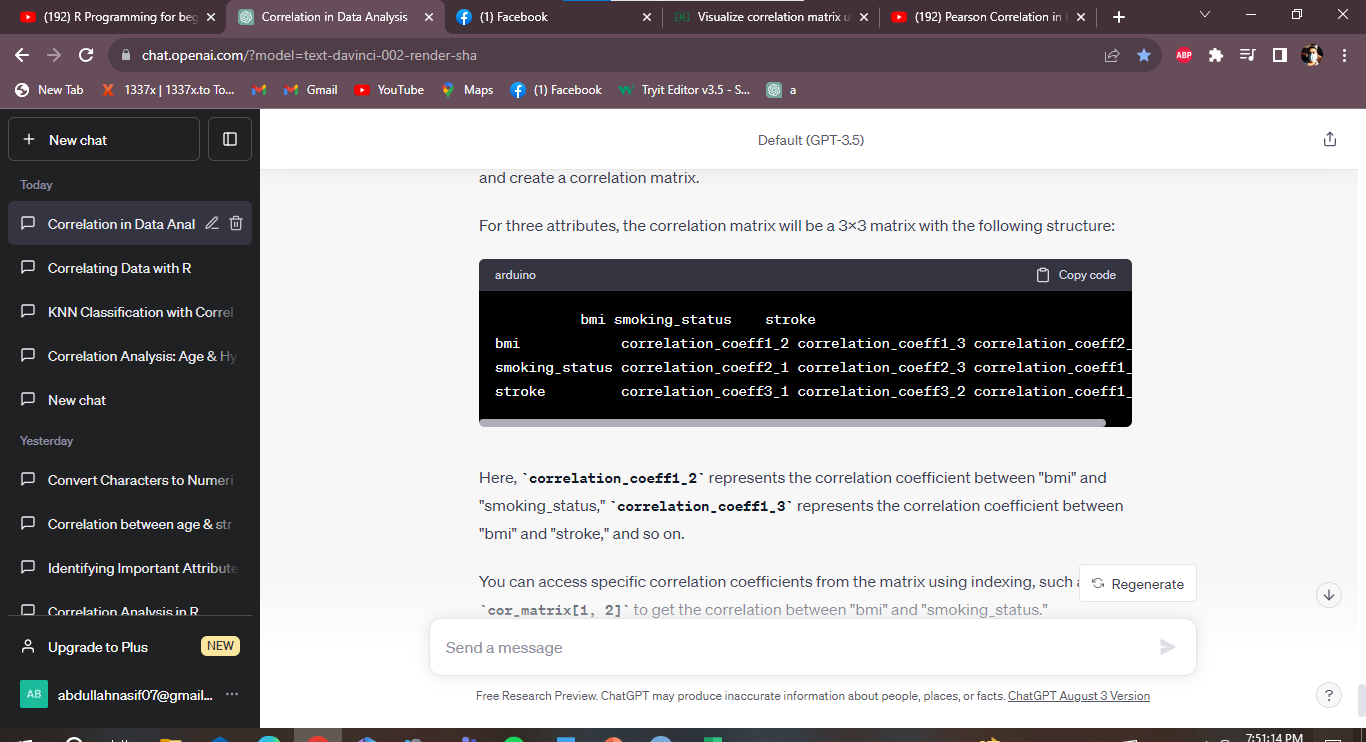 (192) R Programming for beg
Correlation in Data Analysis
(1) Facebook
Visualize correlation matrix u
(192) Pearson Correlation in
chat.openai.com/?model=text-davinci-002-render-sha
ABP
New Tab
1337x | 1337x.to To...
Gmail
YouTube
Maps
(1) Facebook
Tryit Editor v3.5 - S...
a
+ New chat
Default (GPT-3.5)
Today
Correlation in Data Anal
Correlating Data with R
KNN Classification with Correl
Correlation Analysis: Age & Hy
New chat
Yesterday
Convert Characters to Numeri
Correlation between age & str
Identifying Important Attribute
Correlation Analysis in R
Upgrade to Plus NEW
AB abdullahnasif07@gmail... ...
and create a correlation matrix.
For three attributes, the correlation matrix will be a 3×3 matrix with the following structure:
arduino Copy code
bmi smoking_status stroke
bmi correlation_coeff1_2 correlation_coeff1_3 correlation_coeff2_
smoking_status correlation_coeff2_1 correlation_coeff2_3 correlation_coeff1_
stroke correlation_coeff3_1 correlation_coeff3_2 correlation_coeff1_
Here, `correlation_coeff1_2` represents the correlation coefficient between "bmi" and
"smoking_status," `correlation_coeff1_3` represents the correlation coefficient between
"bmi" and "stroke," and so on.
You can access specific correlation coefficients from the matrix using indexing, such
`cor_matrix[1, 2]` to get the correlation between "bmi" and "smoking_status."
Regenerate
Send a message
Free Research Preview. ChatGPT may produce inaccurate information about people, places, or facts. ChatGPT August 3 Version
?
7:51:14 PM